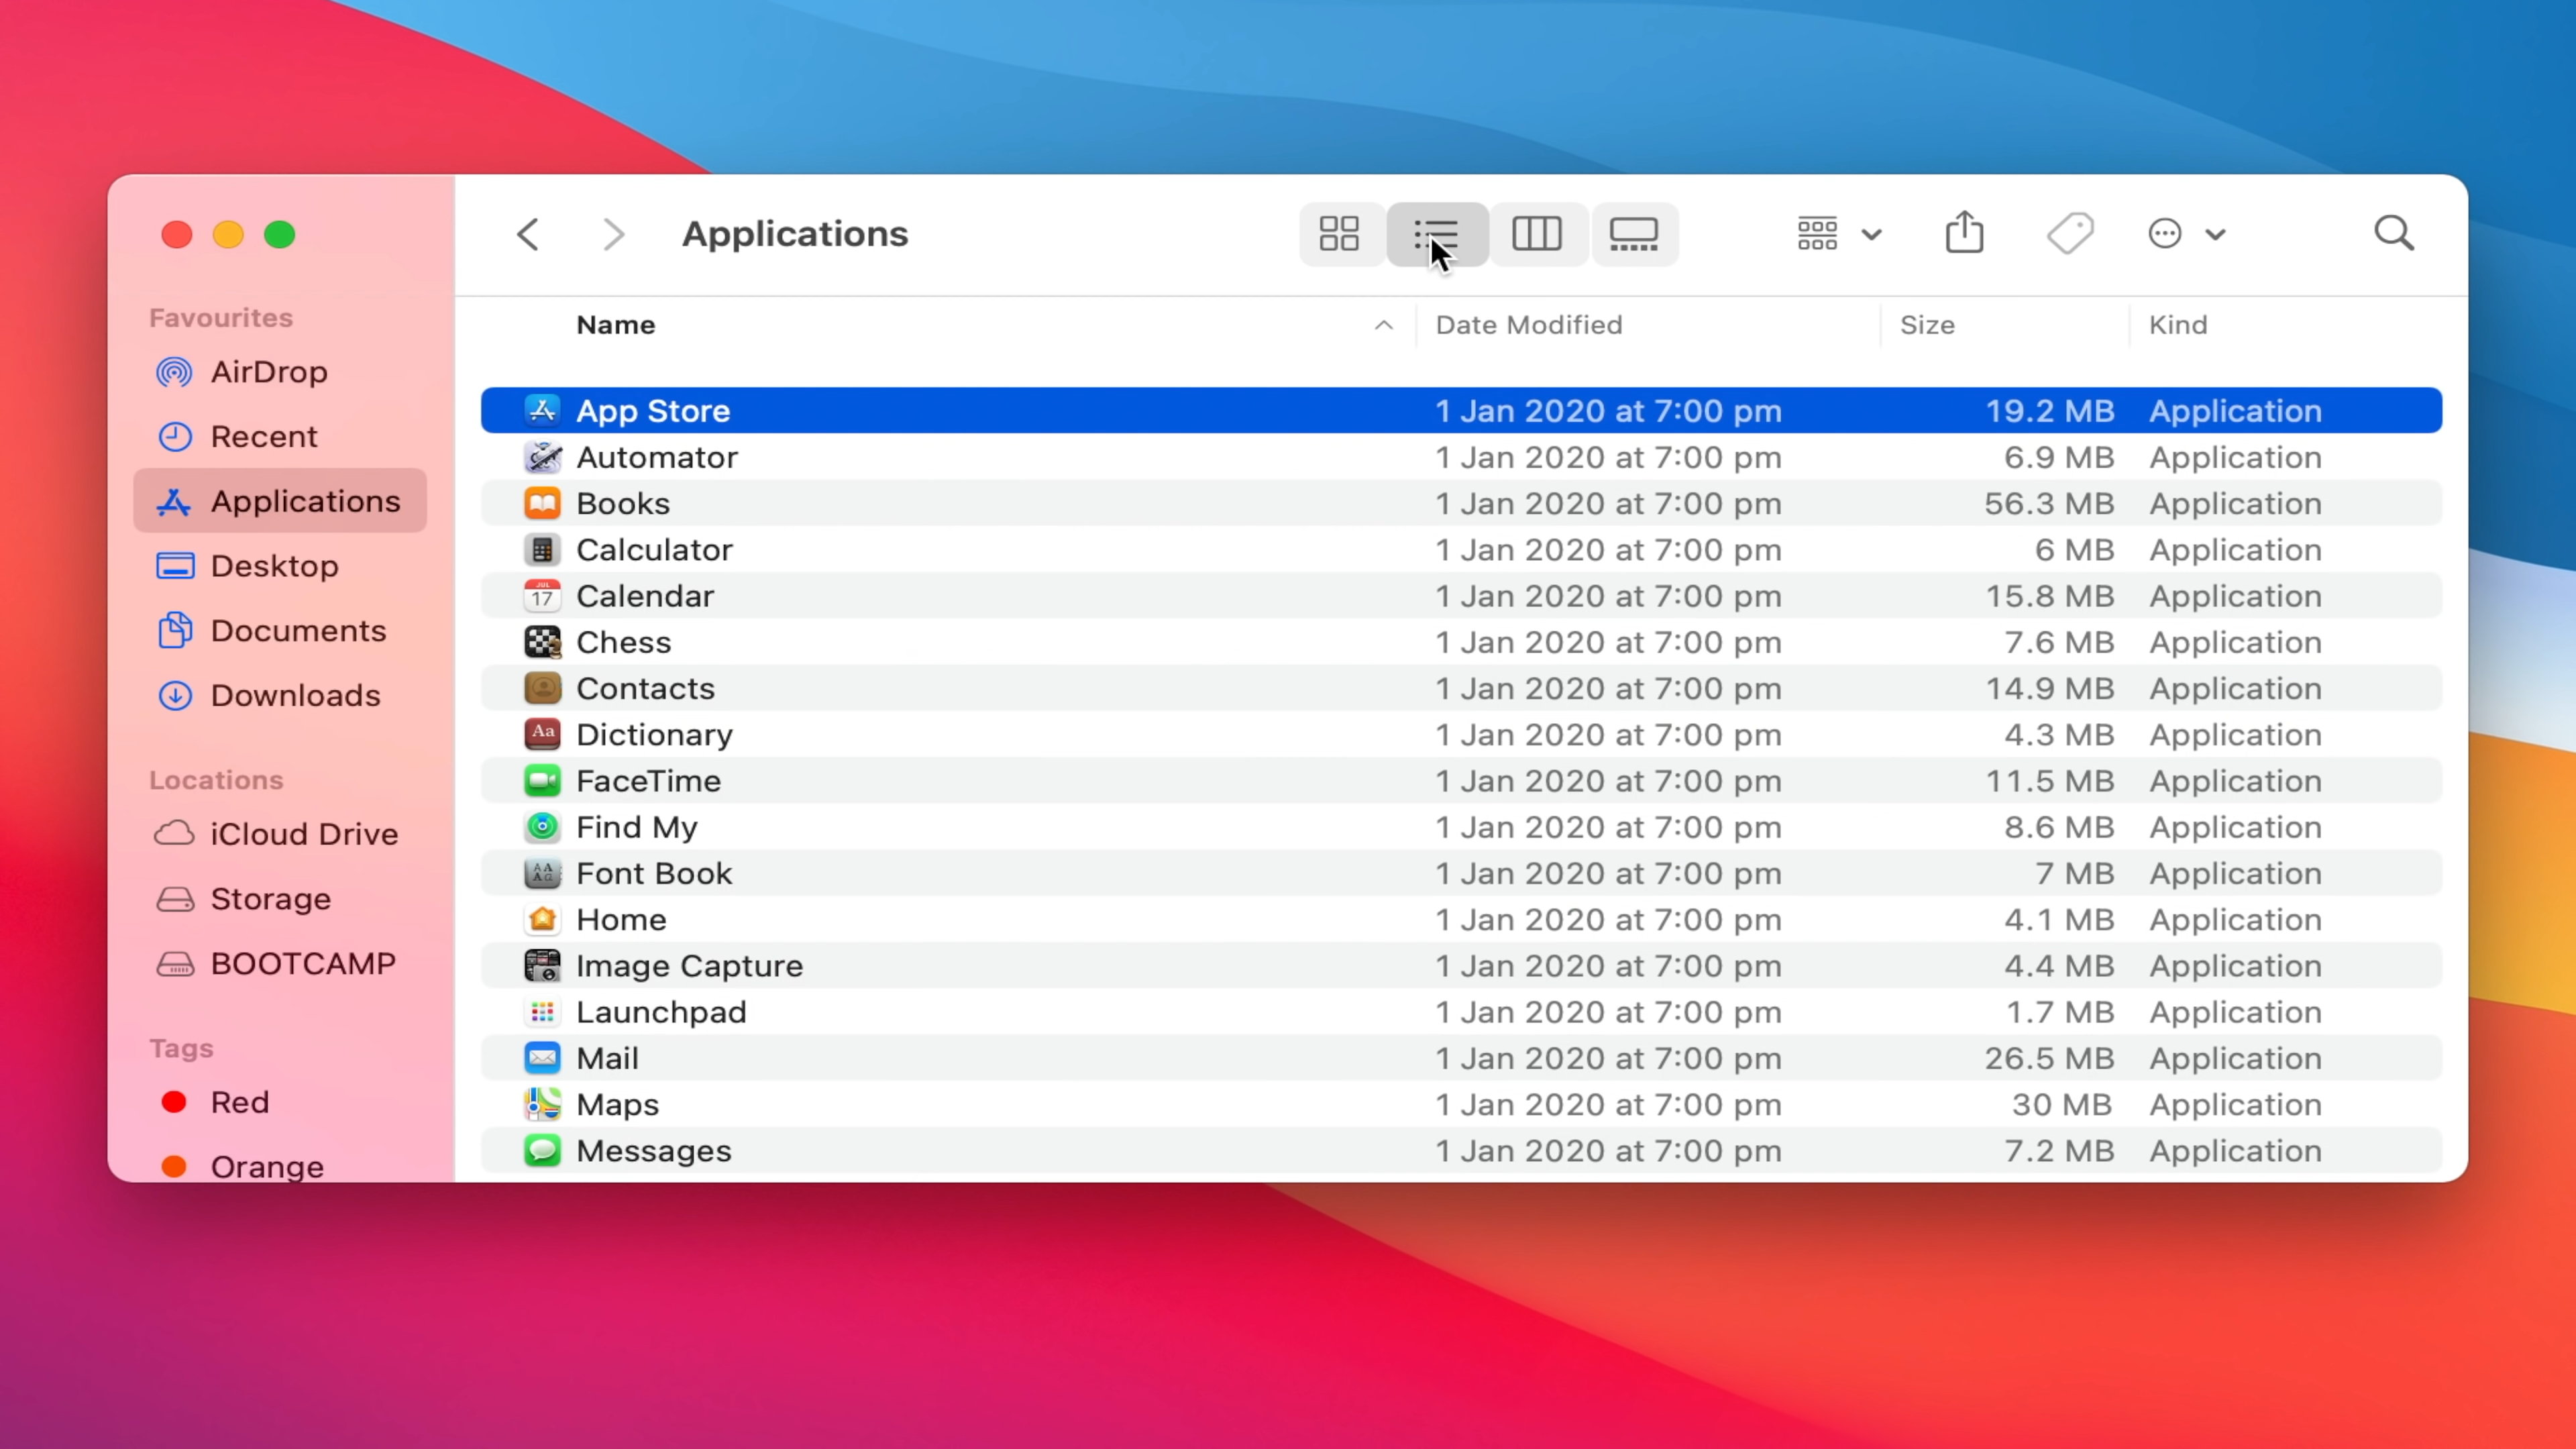 Applications
Favourites
AirDrop
Recent
Applications
Desktop
Documents
Downloads
Locations
iCloud Drive
Storage
BOOTCAMP
Tags
Red
Orange
Name Date Modified Size Kind
App Store 1 Jan 2020 at 7:00 pm 19.2 MB Application
Automator 1 Jan 2020 at 7:00 pm 6.9 MB Application
Books 1 Jan 2020 at 7:00 pm 56.3 MB Application
Calculator 1 Jan 2020 at 7:00 pm 6 MB Application
JUL
17
Calendar 1 Jan 2020 at 7:00 pm 15.8 MB Application
Chess 1 Jan 2020 at 7:00 pm 7.6 MB Application
Contacts 1 Jan 2020 at 7:00 pm 14.9 MB Application
Aa
Dictionary 1 Jan 2020 at 7:00 pm 4.3 MB Application
FaceTime 1 Jan 2020 at 7:00 pm 11.5 MB Application
Find My 1 Jan 2020 at 7:00 pm 8.6 MB Application
Font Book 1 Jan 2020 at 7:00 pm 7 MB Application
Home 1 Jan 2020 at 7:00 pm 4.1 MB Application
Image Capture 1 Jan 2020 at 7:00 pm 4.4 MB Application
Launchpad 1 Jan 2020 at 7:00 pm 1.7 MB Application
Mail 1 Jan 2020 at 7:00 pm 26.5 MB Application
Maps 1 Jan 2020 at 7:00 pm 30 MB Application
Messages 1 Jan 2020 at 7:00 pm 7.2 MB Application